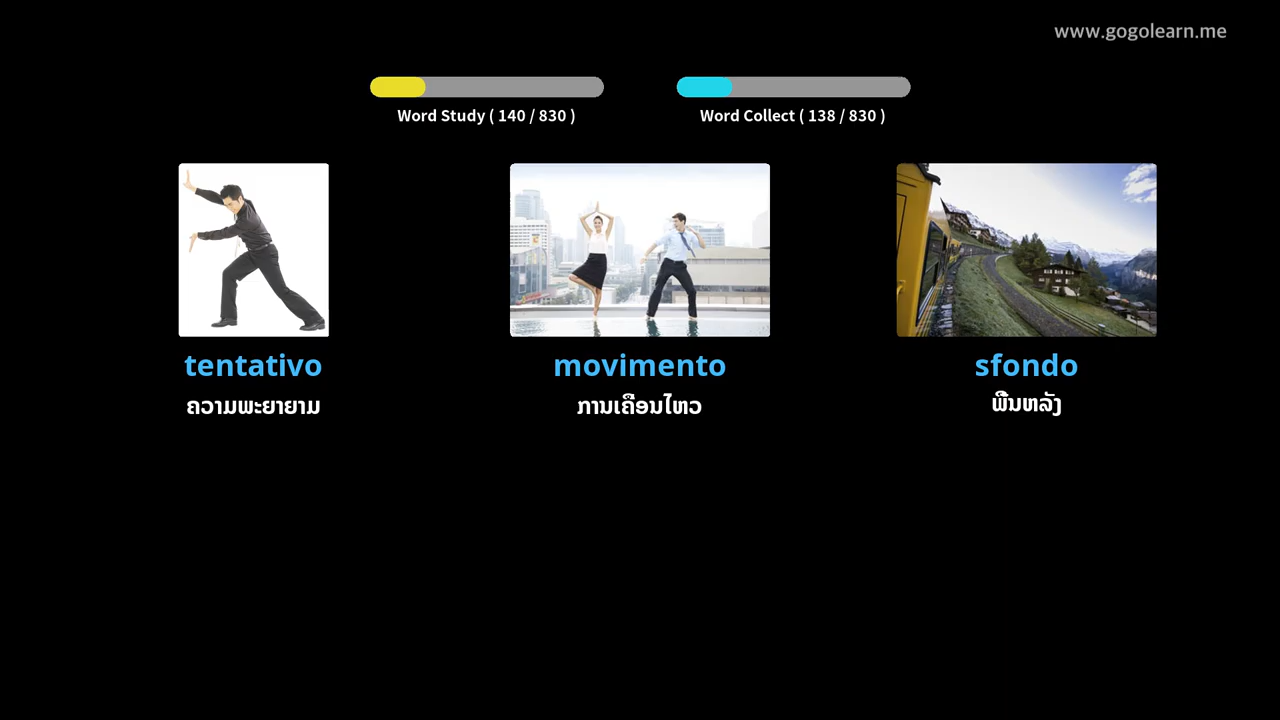 www.gogolearn.me
Word Study ( 140 / 830 )
Word Collect ( 138 / 830 )
tentativo
ຄວາມພະຍາຍາມ
movimento
ການເຄື່ອນໄຫວ
sfondo
ພື້ນຫລັງ